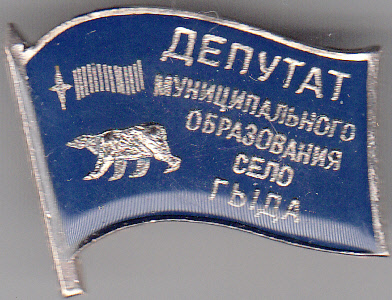 ДЕПУТАТ
МУНИЦИПАЛЬНОГО
ОБРАЗОВАНИЯ
СЕЛО
ГЫДА